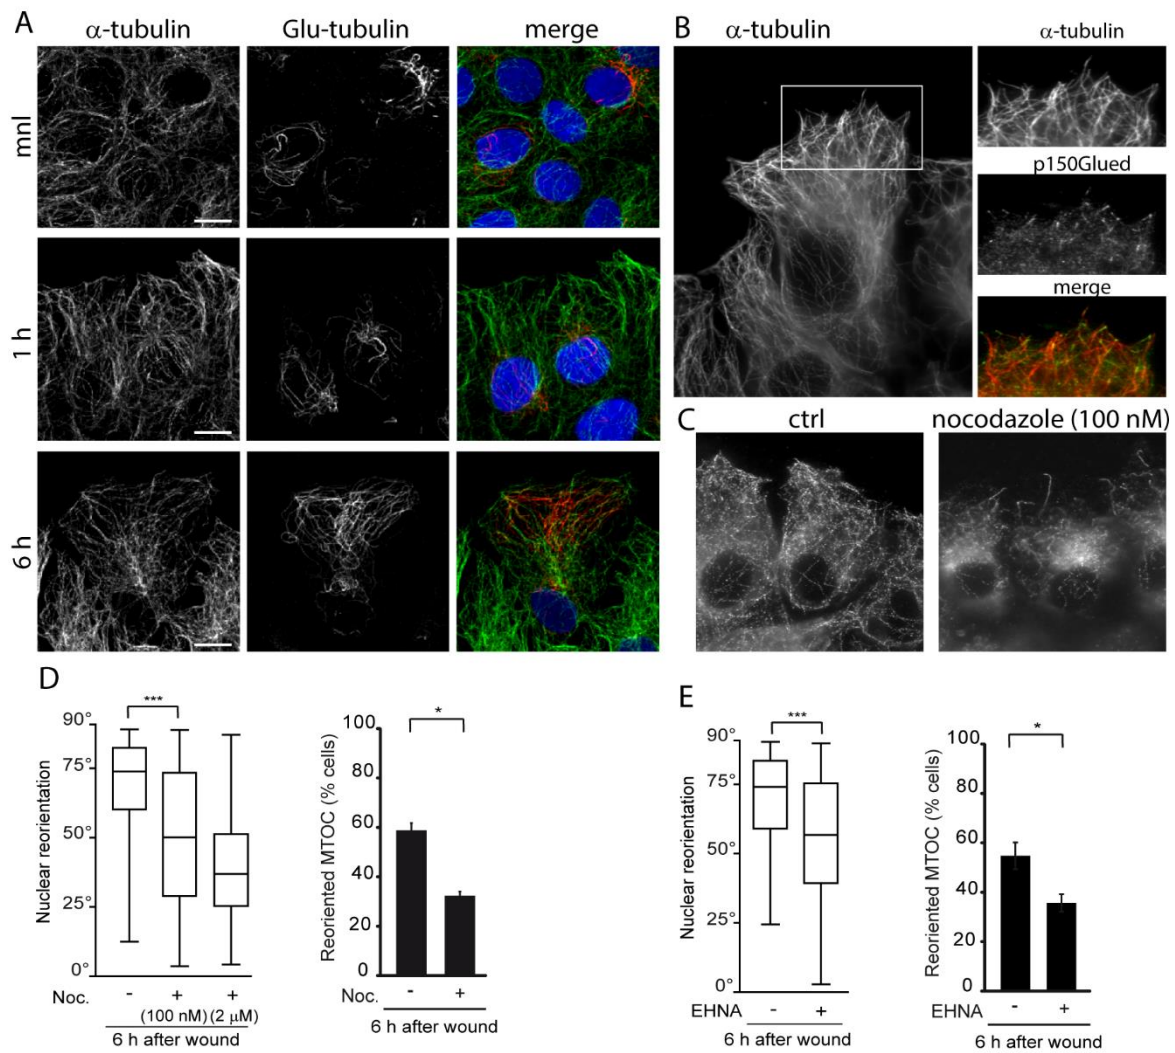 A
α-tubulin
Glu-tubulin
merge
mnl
1 h
6 h
B
α-tubulin
α-tubulin
p150Glued
merge
C
ctrl
nocodazole (100 nM)
D
***
90°
75°
50°
25°
0°
Nuclear reorientation
Noc.
-
+
+
(100 nM)
(2 μM)
6 h after wound
*
100
80
60
40
20
0
Reoriented MTOC (% cells)
Noc.
-
+
6 h after wound
E
***
90°
75°
50°
25°
0°
Nuclear reorientation
EHNA
-
+
6 h after wound
*
100
80
60
40
20
0
Reoriented MTOC (% cells)
EHNA
-
+
6 h after wound